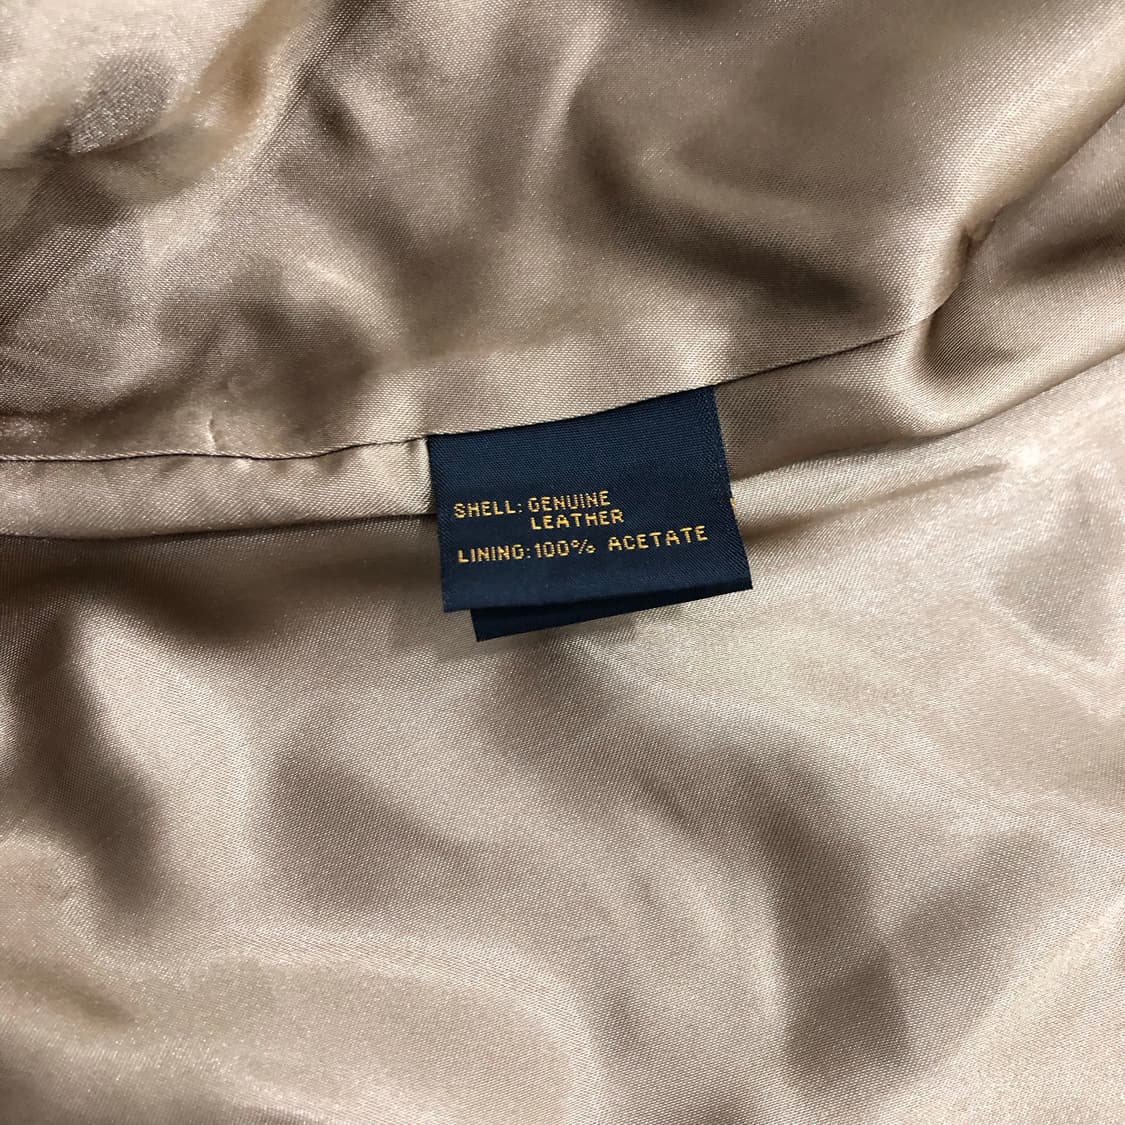 SHELL: GENUINE
LEATHER
LINING: 100% ACETATE